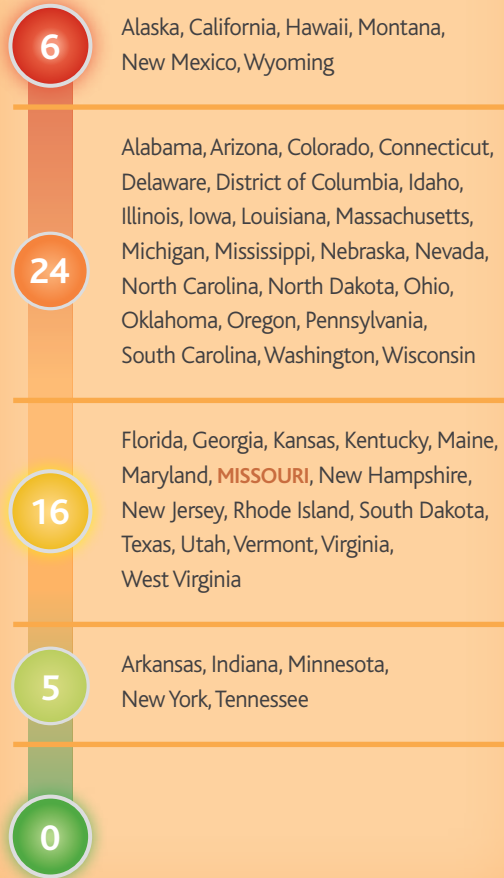 6
Alaska, California, Hawaii, Montana,
New Mexico, Wyoming
24
Alabama, Arizona, Colorado, Connecticut,
Delaware, District of Columbia, Idaho,
Illinois, Iowa, Louisiana, Massachusetts,
Michigan, Mississippi, Nebraska, Nevada,
North Carolina, North Dakota, Ohio,
Oklahoma, Oregon, Pennsylvania,
South Carolina, Washington, Wisconsin
16
Florida, Georgia, Kansas, Kentucky, Maine,
Maryland, MISSOURI, New Hampshire,
New Jersey, Rhode Island, South Dakota,
Texas, Utah, Vermont, Virginia,
West Virginia
5
Arkansas, Indiana, Minnesota,
New York, Tennessee
0